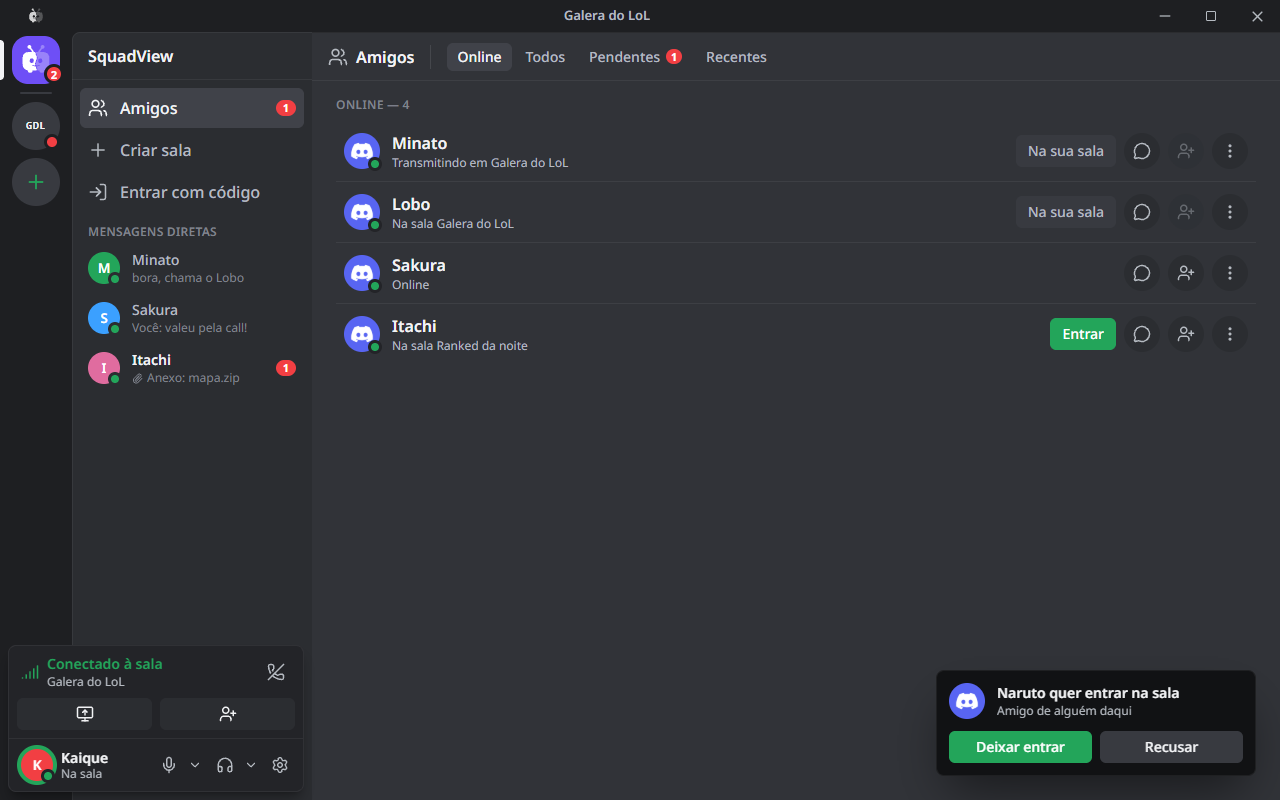 Galera do LoL
2
GDL
SquadView
Amigos
1
Criar sala
Entrar com código
MENSAGENS DIRETAS
M
Minato
bora, chama o Lobo
S
Sakura
Você: valeu pela call!
I
Itachi
Anexo: mapa.zip
1
Conectado à sala
Galera do LoL
K
Kaique
Na sala
Amigos
Online
Todos
Pendentes 1
Recentes
ONLINE — 4
Minato
Transmitindo em Galera do LoL
Na sua sala
Lobo
Na sala Galera do LoL
Na sua sala
Sakura
Online
Itachi
Na sala Ranked da noite
Entrar
Naruto quer entrar na sala
Amigo de alguém daqui
Deixar entrar
Recusar